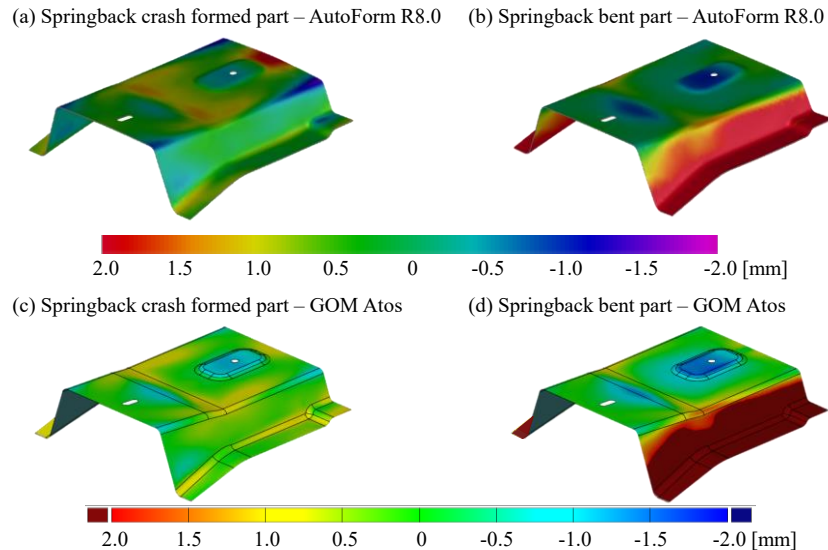 (a) Springback crash formed part – AutoForm R8.0
(b) Springback bent part – AutoForm R8.0
2.0 1.5 1.0 0.5 0 -0.5 -1.0 -1.5 -2.0 [mm]
(c) Springback crash formed part – GOM Atos
(d) Springback bent part – GOM Atos
2.0 1.5 1.0 0.5 0 -0.5 -1.0 -1.5 -2.0 [mm]